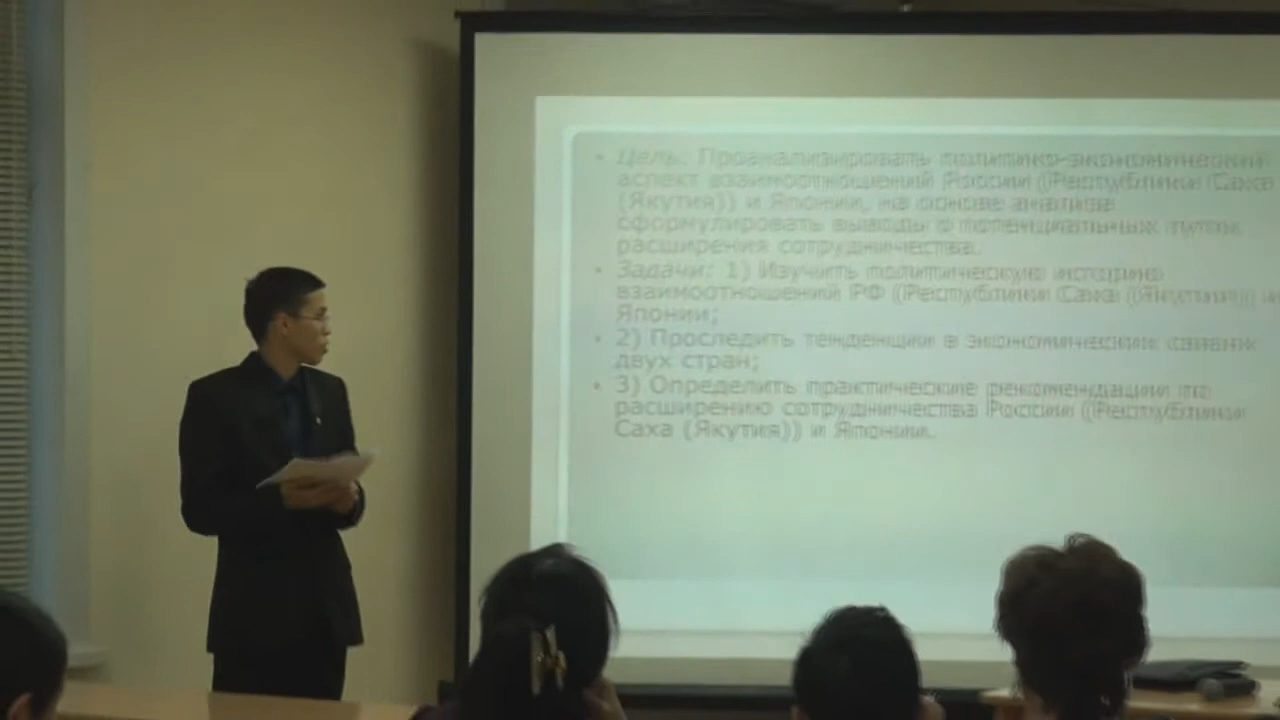 • Цель: Проанализировать политико-экономический
аспект взаимоотношений России (Республики Саха
(Якутия)) и Японии, на основе анализа
сформулировать выводы о потенциальных путях
расширения сотрудничества.
• Задачи: 1) Изучить политическую историю
взаимоотношений РФ (Республики Саха (Якутия)) и
Японии;
• 2) Проследить тенденции в экономических связях
двух стран;
• 3) Определить практические рекомендации по
расширению сотрудничества России (Республики
Саха (Якутия)) и Японии.